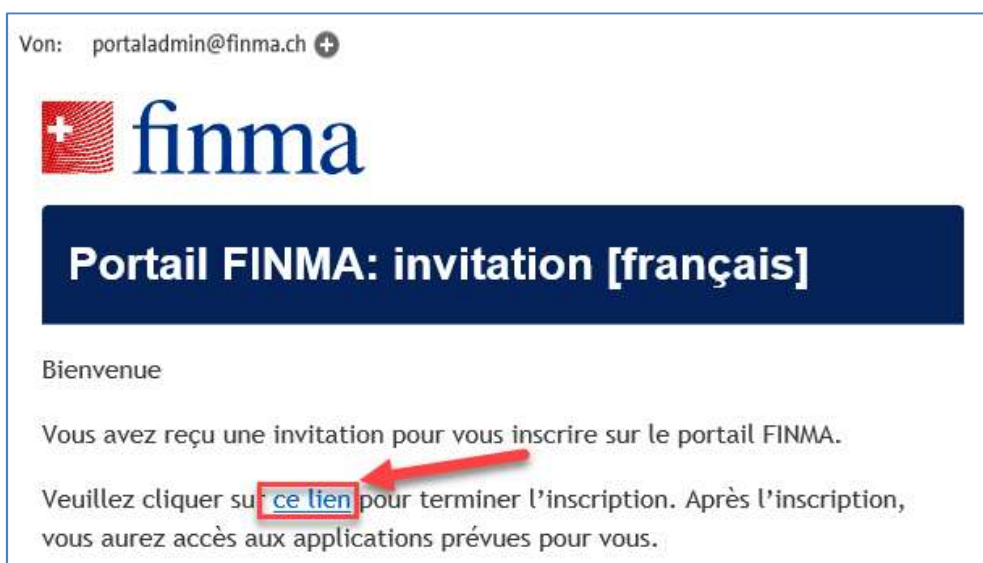 Von: portaladmin@finma.ch
finma
Portail FINMA: invitation [français]
Bienvenue
Vous avez reçu une invitation pour vous inscrire sur le portail FINMA.
Veuillez cliquer sur ce lien pour terminer l’inscription. Après l’inscription,
vous aurez accès aux applications prévues pour vous.